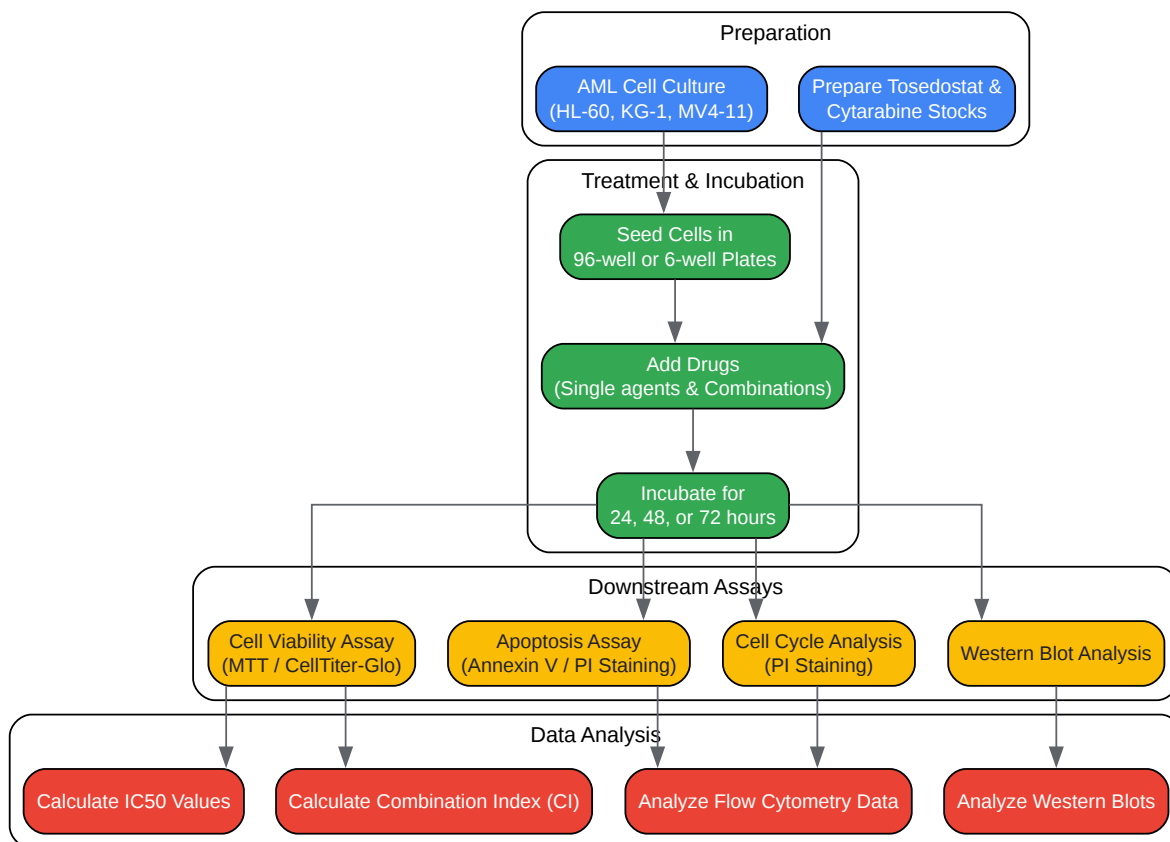 Preparation
AML Cell Culture
(HL-60, KG-1, MV4-11)
Prepare Tosedostat &
Cytarabine Stocks
Treatment & Incubation
Seed Cells in
96-well or 6-well Plates
Add Drugs
(Single agents & Combinations)
Incubate for
24, 48, or 72 hours
Downstream Assays
Cell Viability Assay
(MTT / CellTiter-Glo)
Apoptosis Assay
(Annexin V / PI Staining)
Cell Cycle Analysis
(PI Staining)
Western Blot Analysis
Data Analysis
Calculate IC50 Values
Calculate Combination Index (CI)
Analyze Flow Cytometry Data
Analyze Western Blots